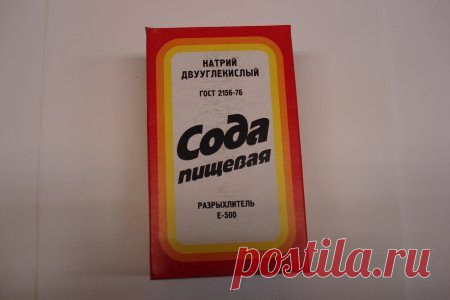 НАТРИЙ
ДВУУГЛЕКИСЛЫЙ
ГОСТ 2156-76
Сода
пищевая
РАЗРЫХЛИТЕЛЬ
Е-500
postila.ru